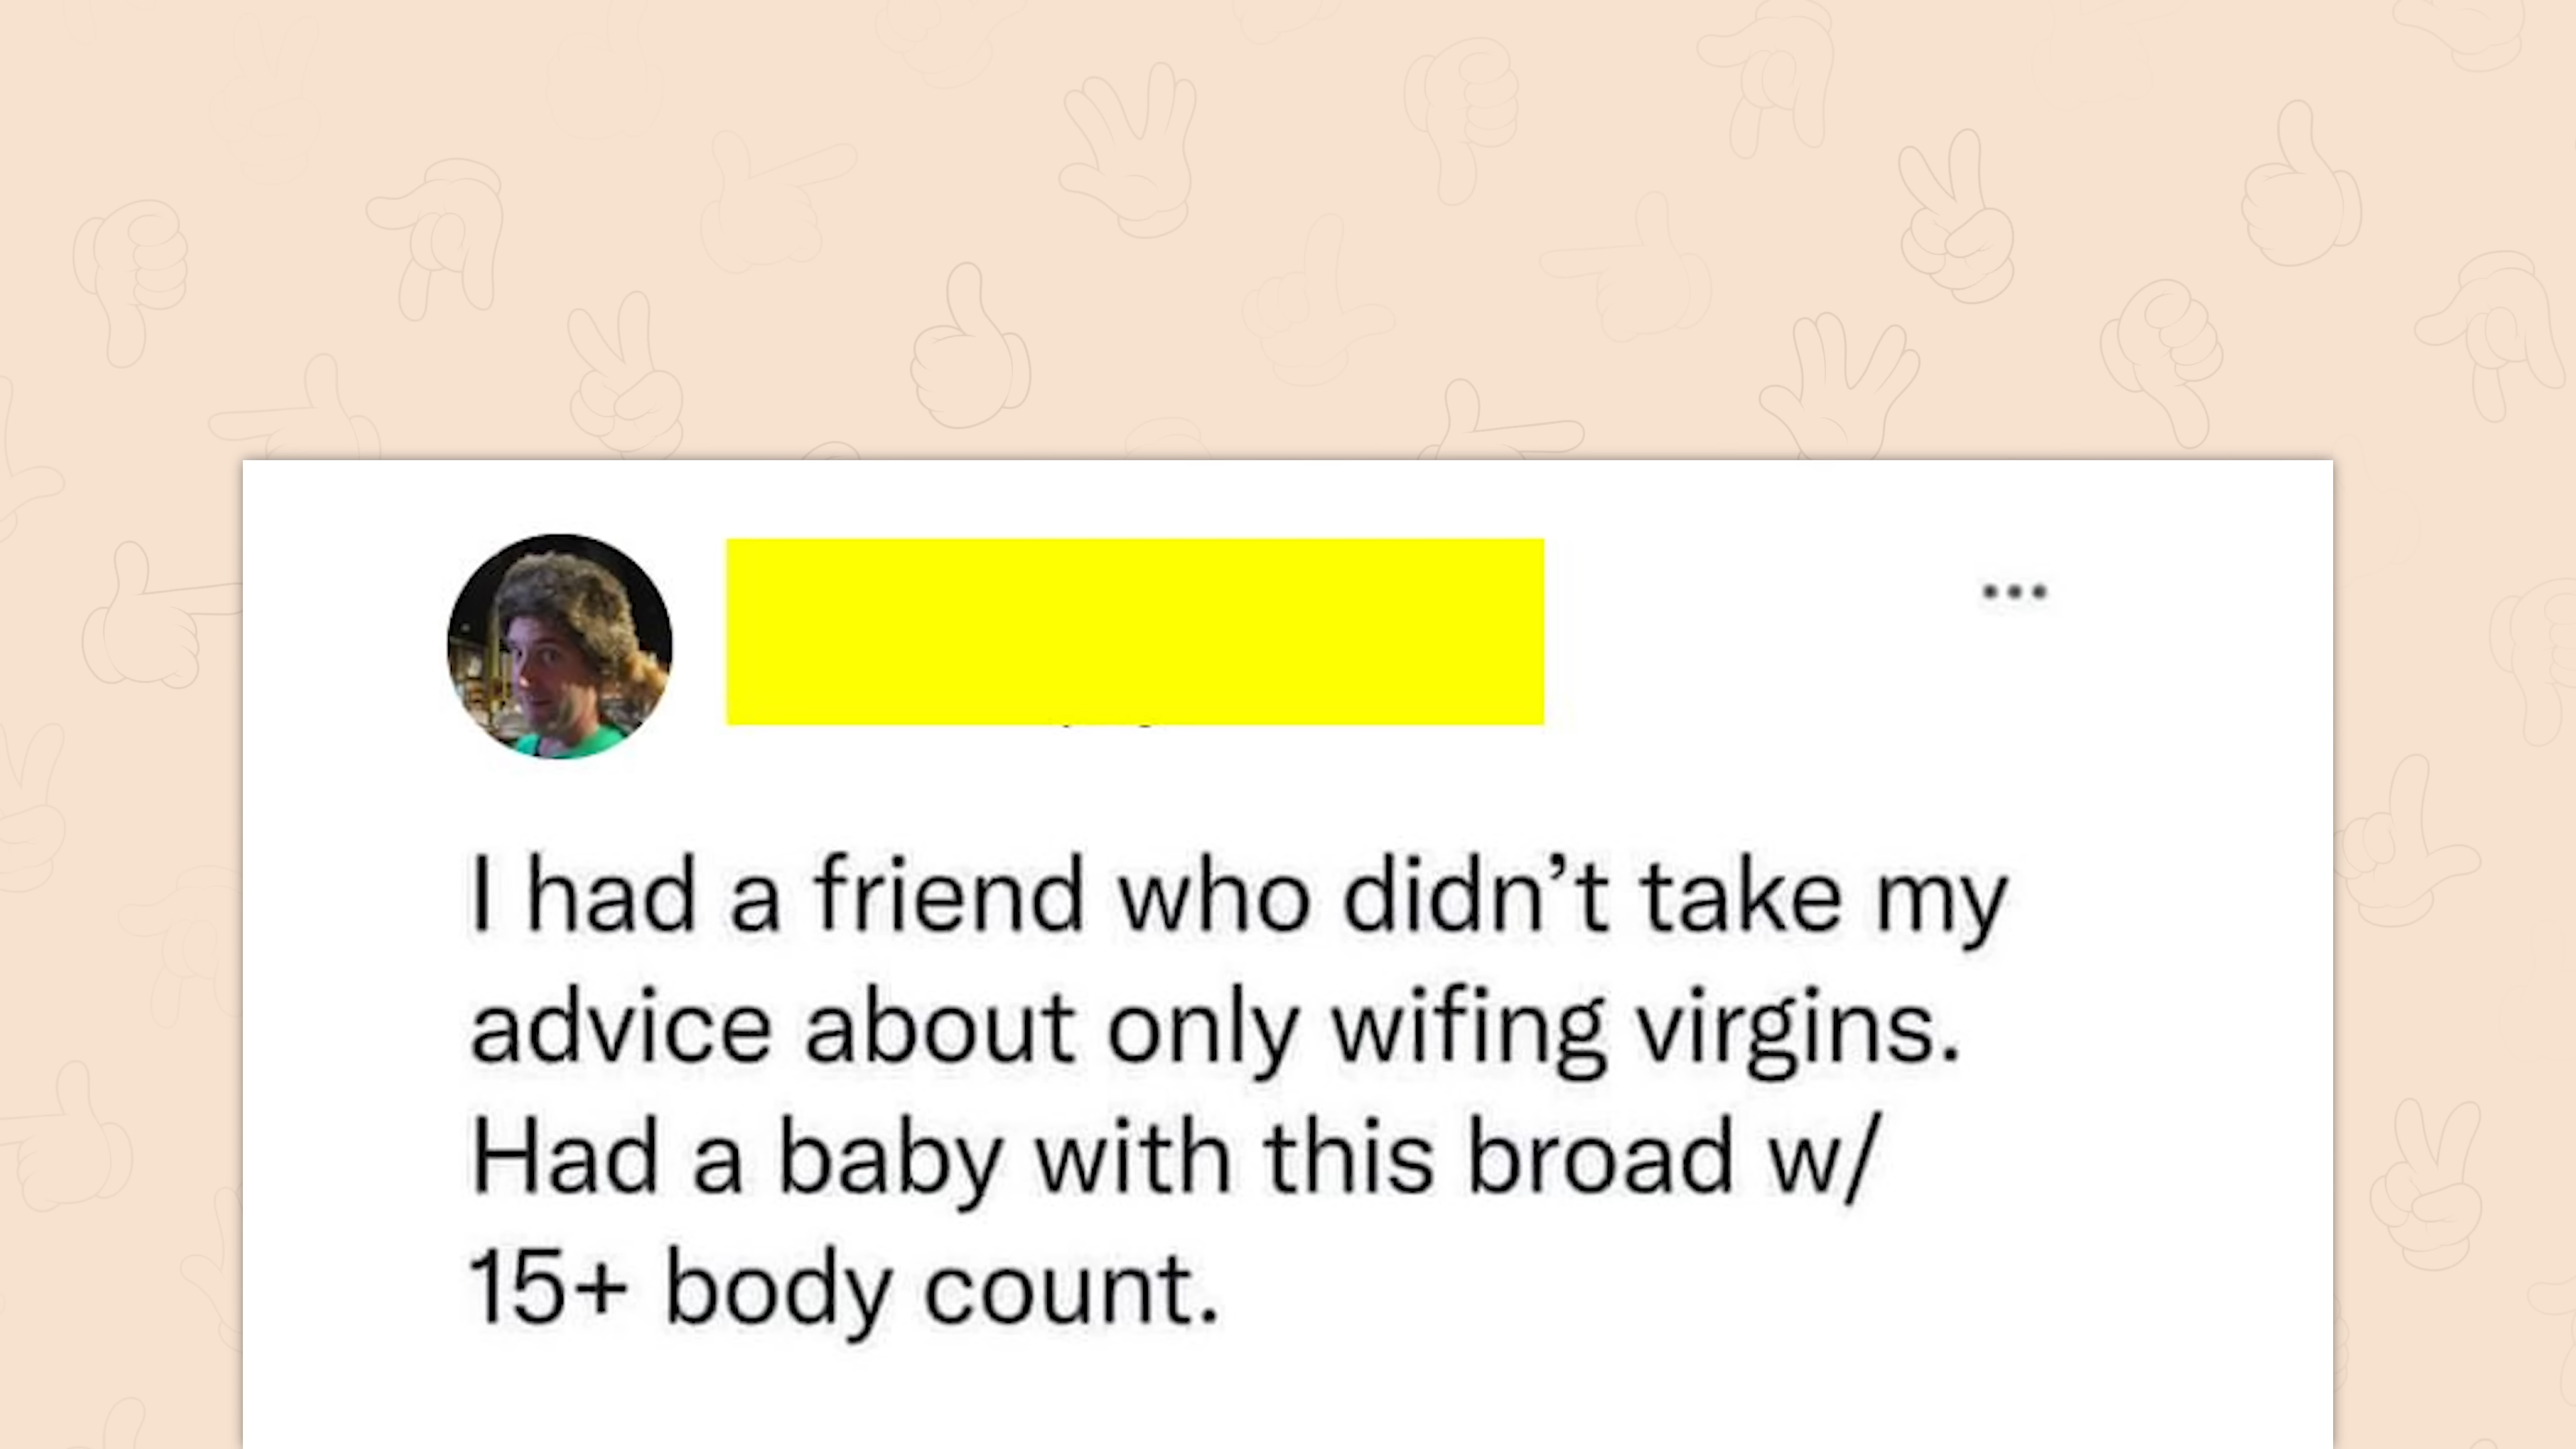 I had a friend who didn’t take my
advice about only wifing virgins.
Had a baby with this broad w/
15+ body count.